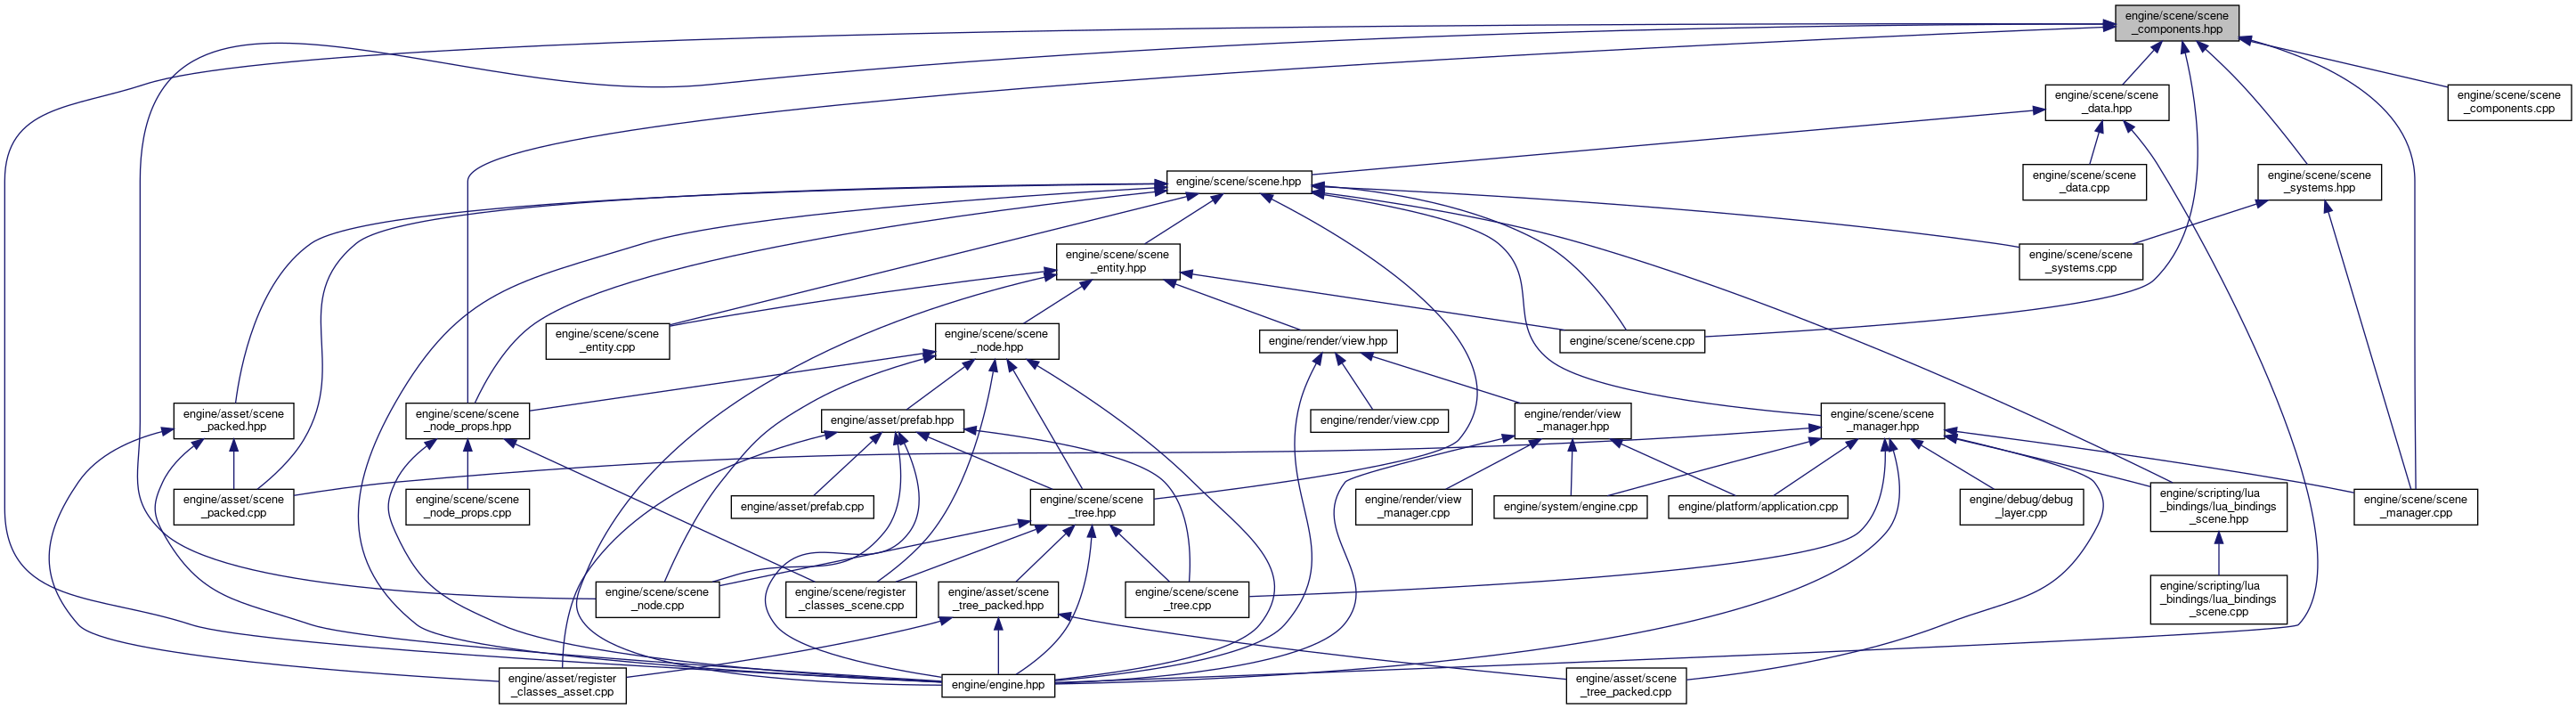 engine/scene/scene
_components.hpp
engine/scene/scene
_data.hpp
engine/scene/scene
_components.cpp
engine/scene/scene.hpp
engine/scene/scene
_data.cpp
engine/scene/scene
_systems.hpp
engine/scene/scene
_entity.hpp
engine/scene/scene
_systems.cpp
engine/scene/scene
_entity.cpp
engine/scene/scene
_node.hpp
engine/render/view.hpp
engine/scene/scene.cpp
engine/asset/scene
_packed.hpp
engine/scene/scene
_node_props.hpp
engine/asset/prefab.hpp
engine/render/view.cpp
engine/render/view
_manager.hpp
engine/scene/scene
_manager.hpp
engine/asset/scene
_packed.cpp
engine/scene/scene
_node_props.cpp
engine/asset/prefab.cpp
engine/scene/scene
_tree.hpp
engine/render/view
_manager.cpp
engine/system/engine.cpp
engine/platform/application.cpp
engine/debug/debug
_layer.cpp
engine/scripting/lua
_bindings/lua_bindings
_scene.hpp
engine/scene/scene
_manager.cpp
engine/scene/scene
_node.cpp
engine/scene/register
_classes_scene.cpp
engine/asset/scene
_tree_packed.hpp
engine/scene/scene
_tree.cpp
engine/scripting/lua
_bindings/lua_bindings
_scene.cpp
engine/asset/register
_classes_asset.cpp
engine/engine.hpp
engine/asset/scene
_tree_packed.cpp